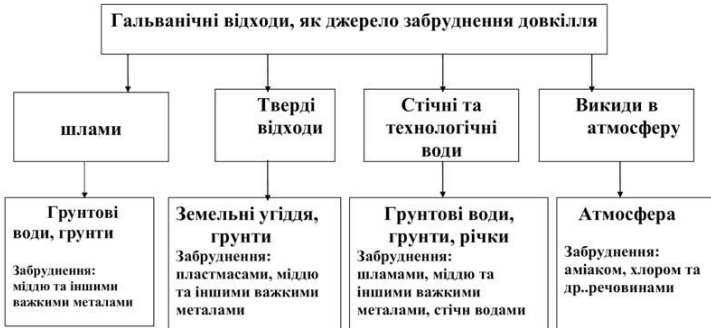 Гальванічні відходи, як джерело забруднення довкілля
шлами
Тверді
відходи
Стічні та
технологічні
води
Викиди в
атмосферу
Грунтові
води, грунти
Забруднення:
міддю та іншими
важкими металами
Земельні угіддя,
грунти
Забруднення:
пластмасами, міддю
та іншими важкими
металами
Грунтові води,
грунти, річки
Забруднення:
шламами, міддю та
іншими важкими
металами, стічн водами
Атмосфера
Забруднення:
аміаком, хлором та
др..речовинами